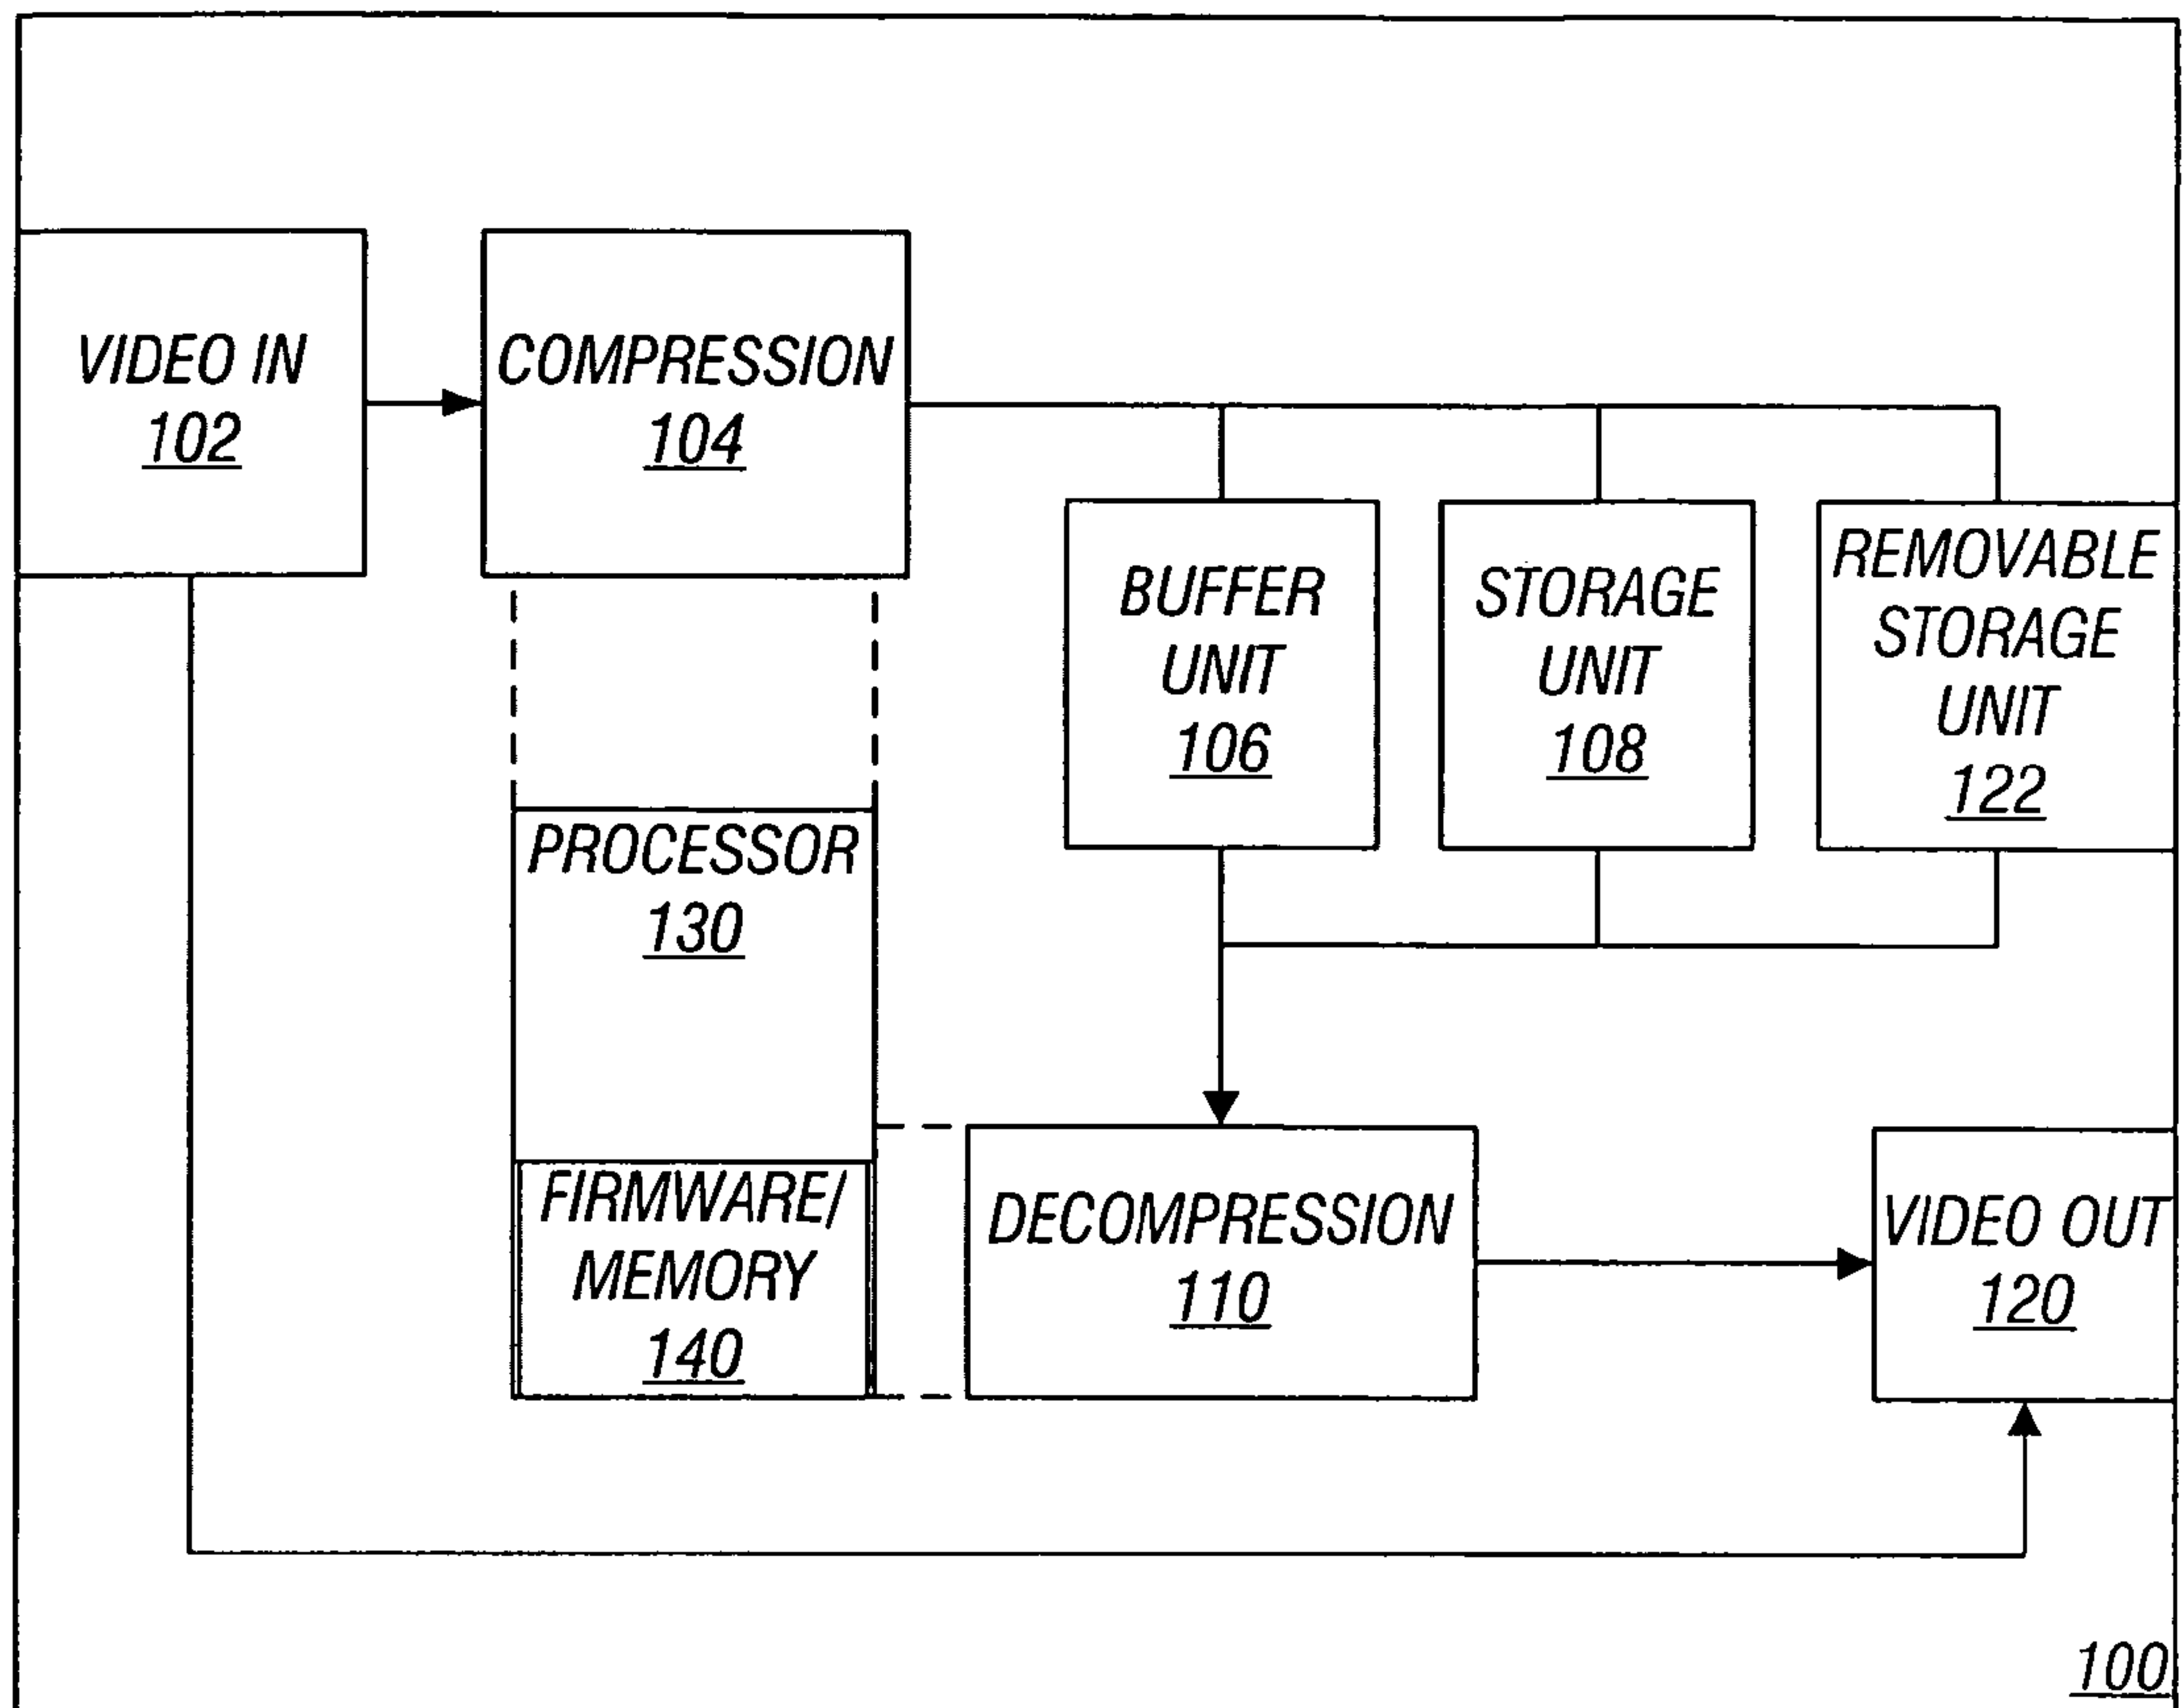 VIDEO IN
102
COMPRESSION
104
BUFFER
UNIT
106
STORAGE
UNIT
108
REMOVABLE
STORAGE
UNIT
122
PROCESSOR
130
FIRMWARE/
MEMORY
140
DECOMPRESSION
110
VIDEO OUT
120
100